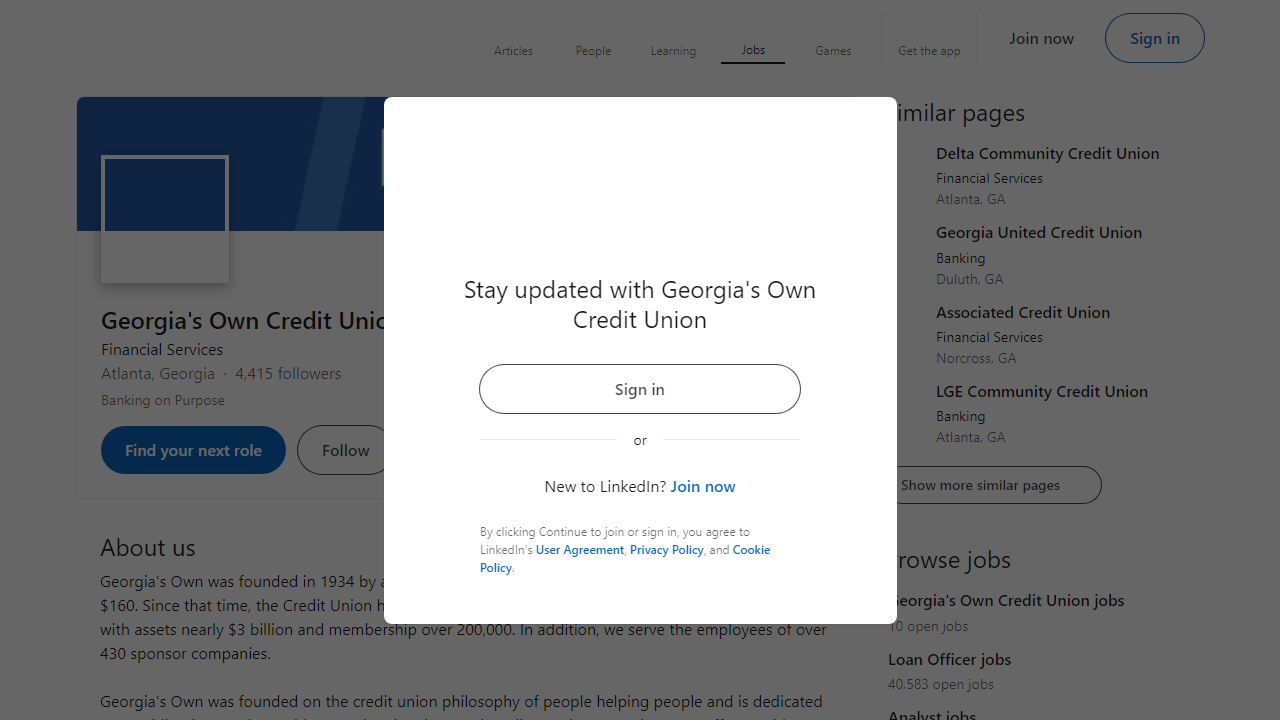 Articles
People
Learning
Jobs
Games
Get the app
Join now
Sign in
Stay updated with Georgia's Own
Credit Union
Sign in
or
New to LinkedIn? Join now
By clicking Continue to join or sign in, you agree to
LinkedIn's User Agreement, Privacy Policy, and Cookie
Policy.
Georgia's Own Credit
Financial Services
Atlanta, Georgia · 4,415 followers
Banking on Purpose
Find your next role
Follow
About us
Georgia's Own was founded in 1934 by
$160. Since that time, the Credit Union
with assets nearly $3 billion and membership over 200,000. In addition, we serve the employees of over
430 sponsor companies.
Georgia's Own was founded on the credit union philosophy of people helping people and is dedicated
pages
Delta Community Credit Union
Financial Services
Atlanta, GA
Georgia United Credit Union
Banking
Duluth, GA
Associated Credit Union
Financial Services
Norcross, GA
LGE Community Credit Union
Banking
Atlanta, GA
Show more similar pages
jobs
Georgia's Own Credit Union jobs
10 open jobs
Loan Officer jobs
40,583 open jobs
Analyst jobs